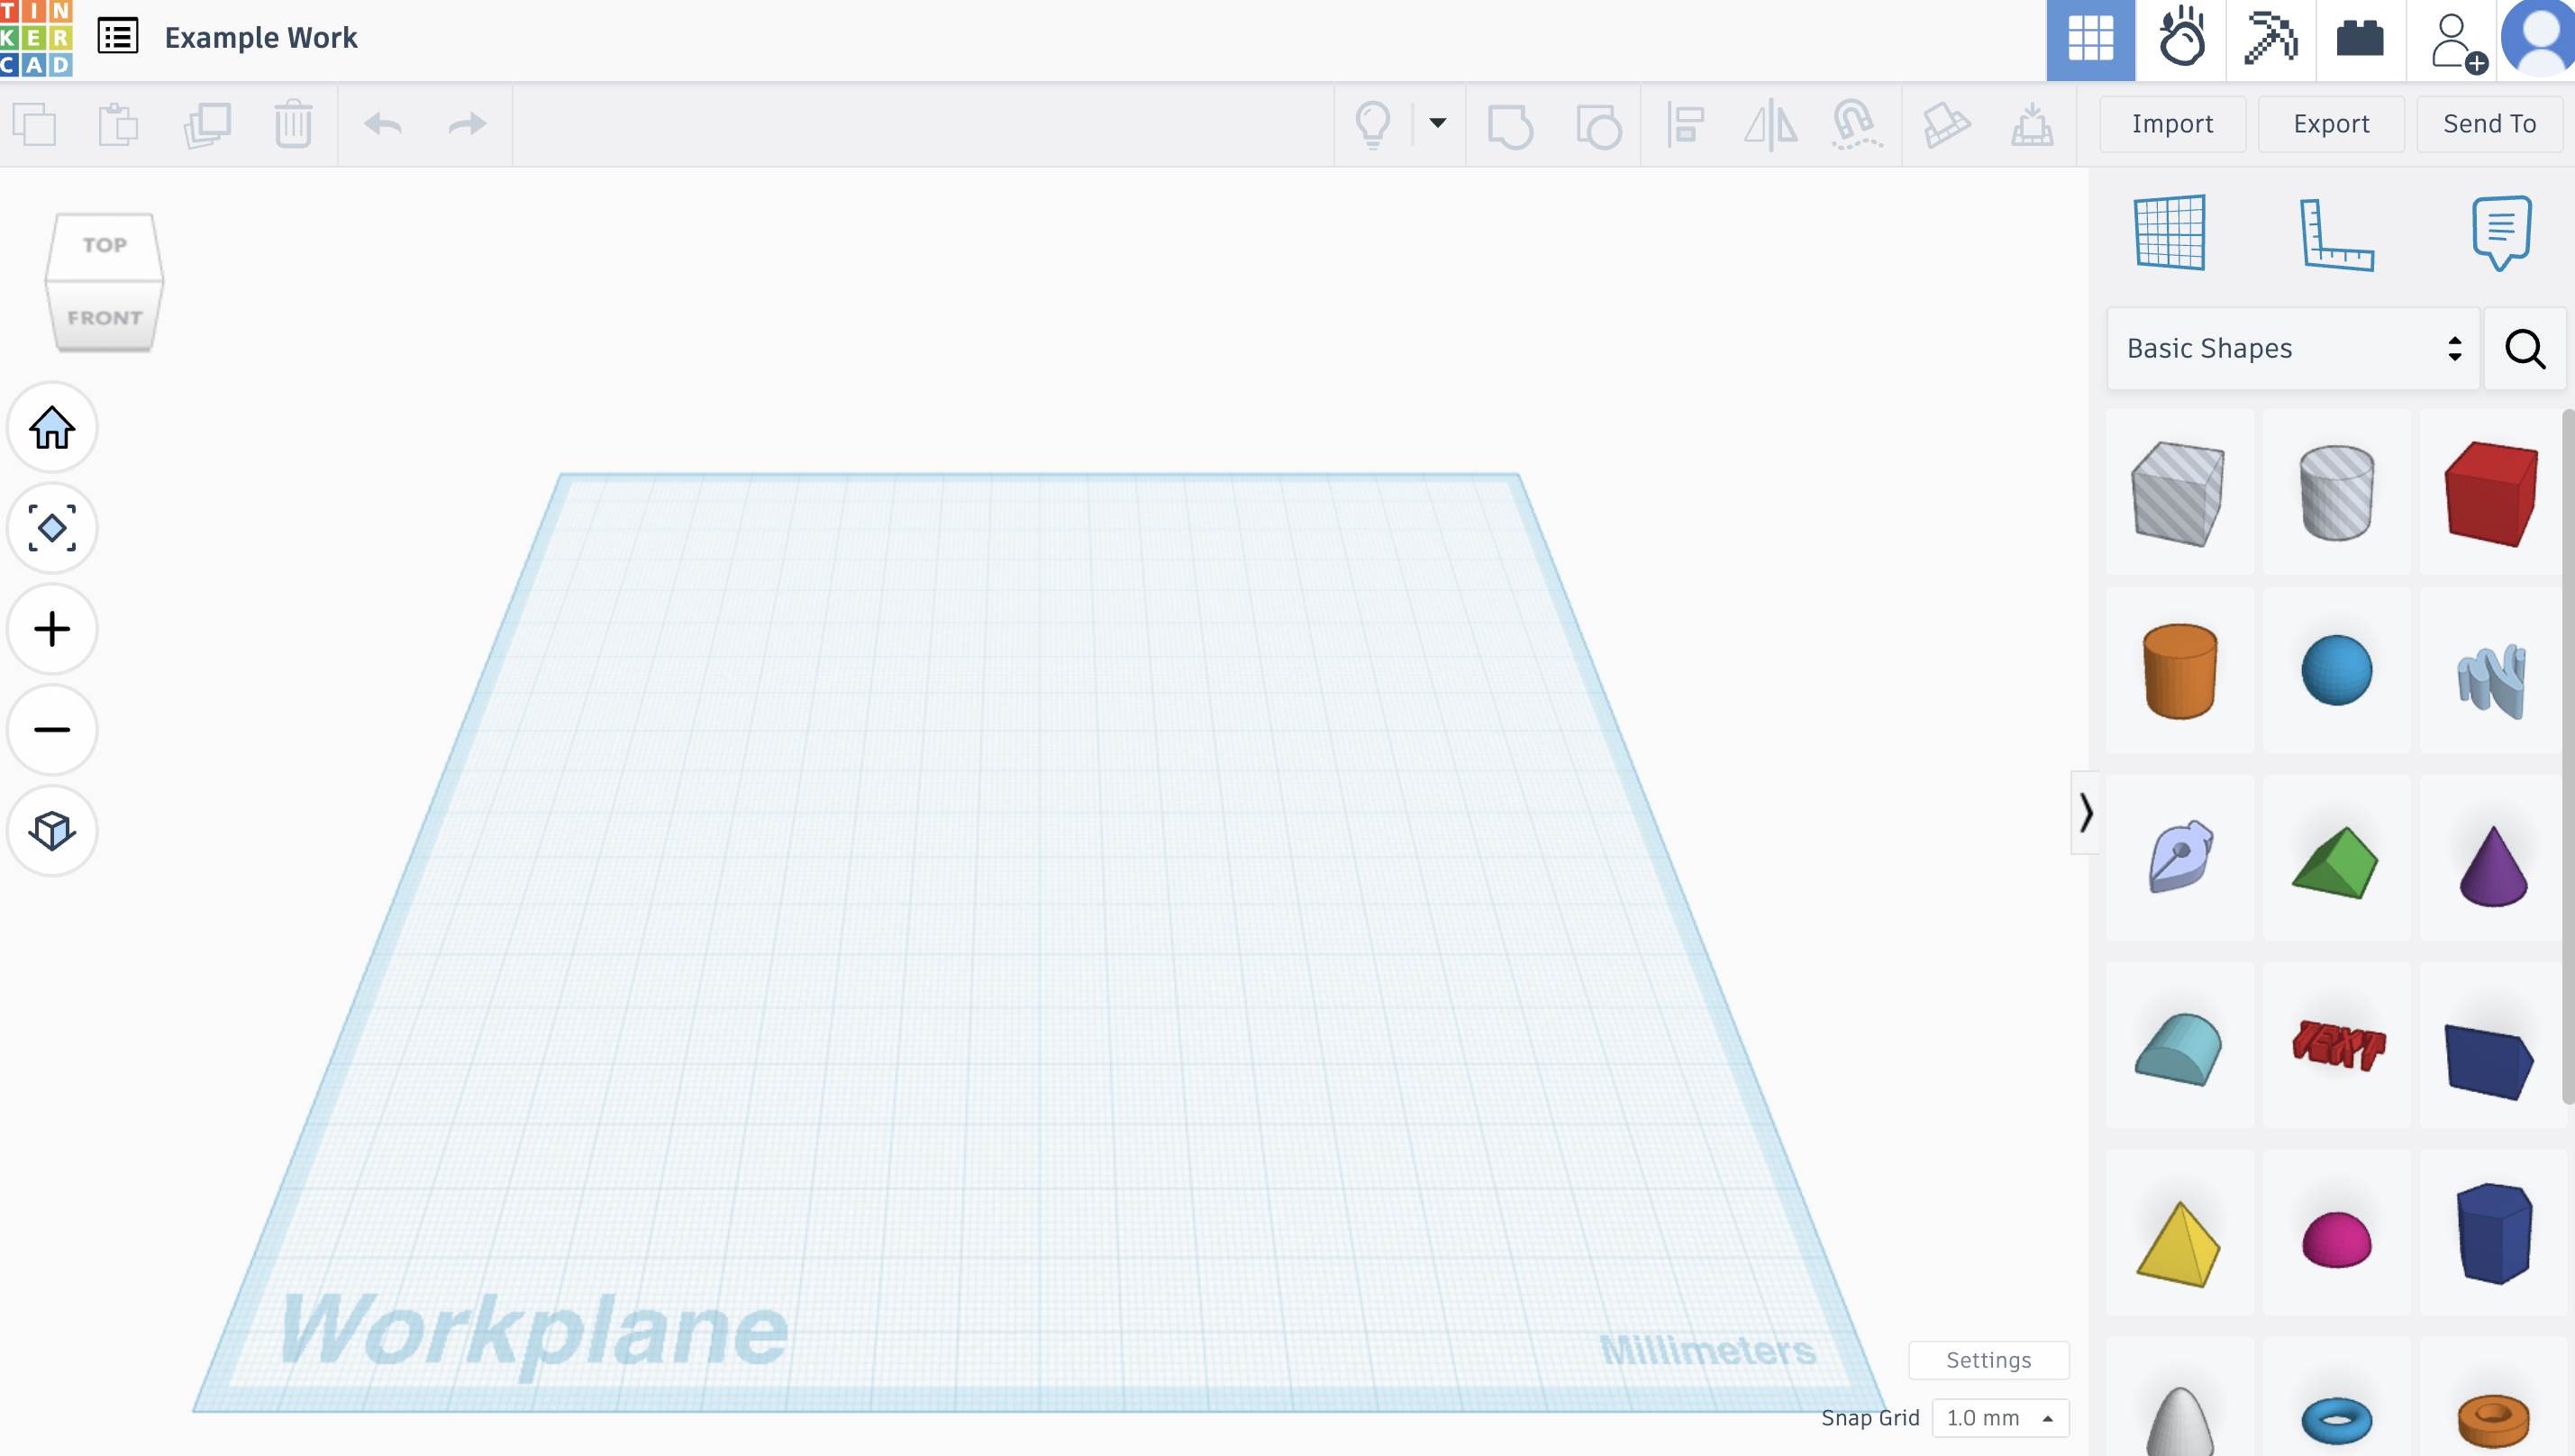 TIN
KER
CAD
Example Work
Import
Export
Send To
TOP
FRONT
Basic Shapes
TEXT
Workplane
Millimeters
Settings
Snap Grid 1.0 mm